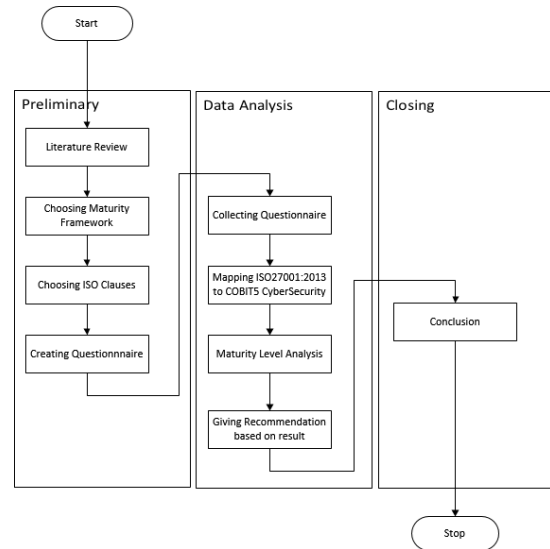 Start
Preliminary
Literature Review
Choosing Maturity
Framework
Choosing ISO Clauses
Creating Questionnnaire
Data Analysis
Collecting Questionnaire
Mapping ISO27001:2013
to COBIT5 CyberSecurity
Maturity Level Analysis
Giving Recommendation
based on result
Closing
Conclusion
Stop